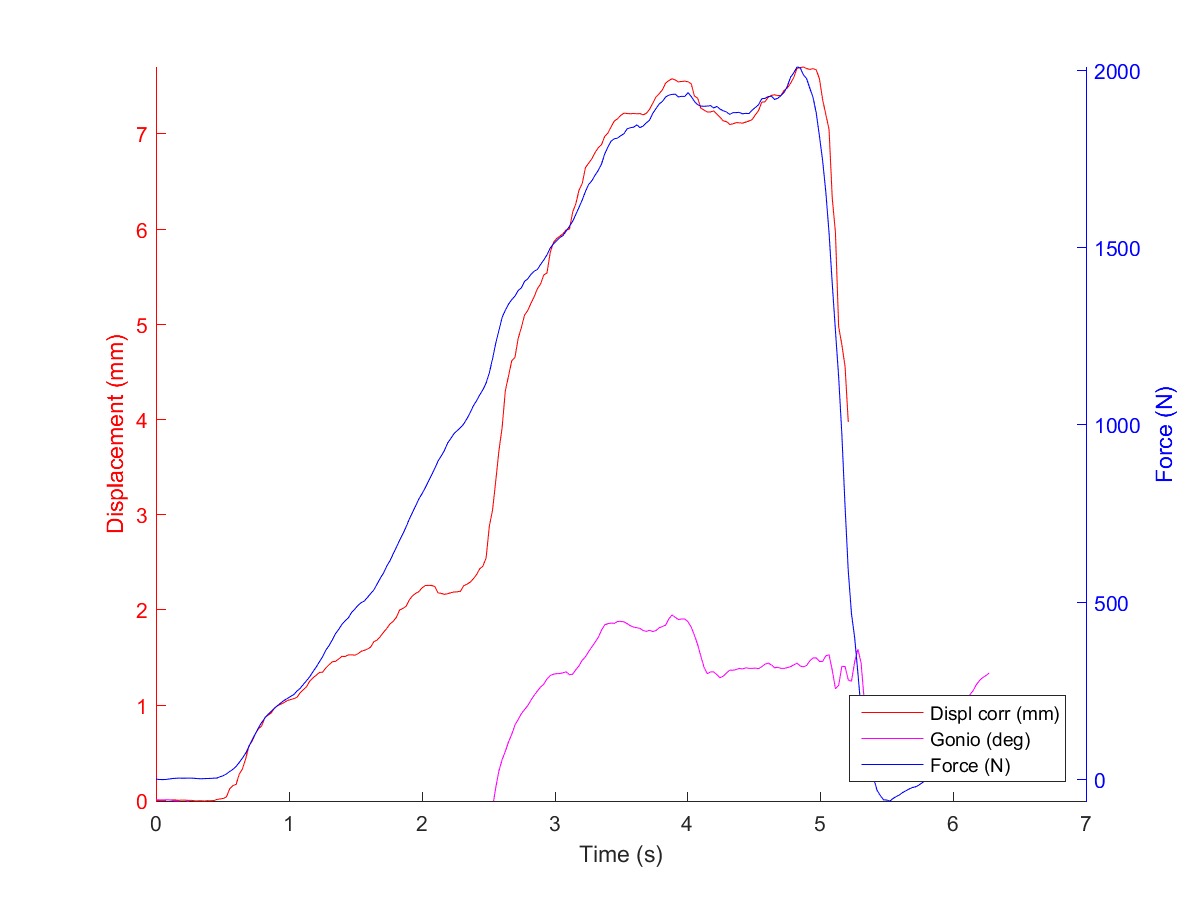 Displacement (mm)
7
6
5
4
3
2
1
0
2000
1500
1000
500
0
Force (N)
Displ corr (mm)
Gonio (deg)
Force (N)
0 1 2 3 4 5 6 7
Time (s)